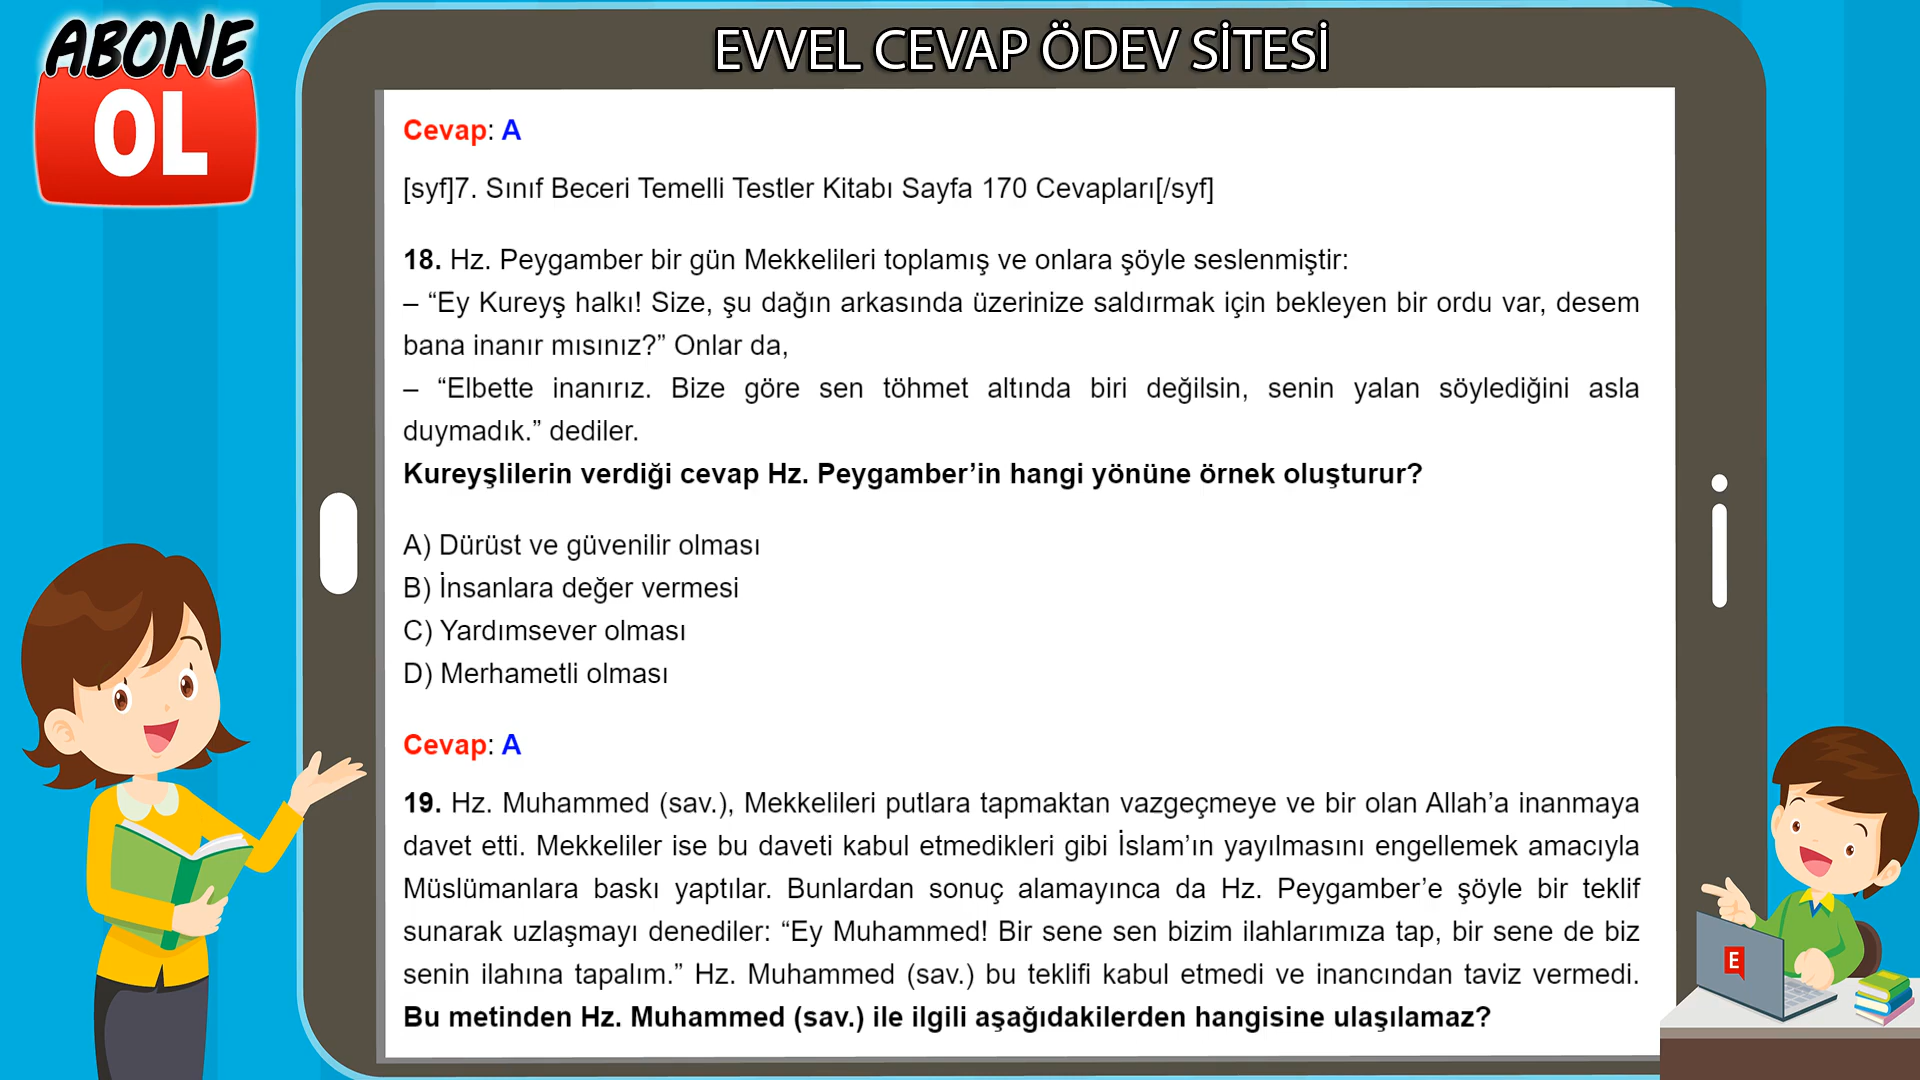 ABONE
OL
EVVEL CEVAP ÖDEV SİTESİ
Cevap: A
[syf]7. Sınıf Beceri Temelli Testler Kitabı Sayfa 170 Cevapları[/syf]
18. Hz. Peygamber bir gün Mekkelileri toplamış ve onlara şöyle seslenmiştir:
– “Ey Kureyş halkı! Size, şu dağın arkasında üzerinize saldırmak için bekleyen bir ordu var, desem
bana inanır mısınız?” Onlar da,
– “Elbette inanırız. Bize göre sen töhmet altında biri değilsin, senin yalan söylediğini asla
duymadık.” dediler.
Kureyşlilerin verdiği cevap Hz. Peygamber’in hangi yönüne örnek oluşturur?
A) Dürüst ve güvenilir olması
B) İnsanlara değer vermesi
C) Yardımsever olması
D) Merhametli olması
Cevap: A
19. Hz. Muhammed (sav.), Mekkelileri putlara tapmaktan vazgeçmeye ve bir olan Allah’a inanmaya
davet etti. Mekkeliler ise bu daveti kabul etmedikleri gibi İslam’ın yayılmasını engellemek amacıyla
Müslümanlara baskı yaptılar. Bunlardan sonuç alamayınca da Hz. Peygamber’e şöyle bir teklif
sunarak uzlaşmayı denediler: “Ey Muhammed! Bir sene sen bizim ilahlarımıza tap, bir sene de biz
senin ilahına tapalım.” Hz. Muhammed (sav.) bu teklifi kabul etmedi ve inancından taviz vermedi.
Bu metinden Hz. Muhammed (sav.) ile ilgili aşağıdakilerden hangisine ulaşılamaz?
E